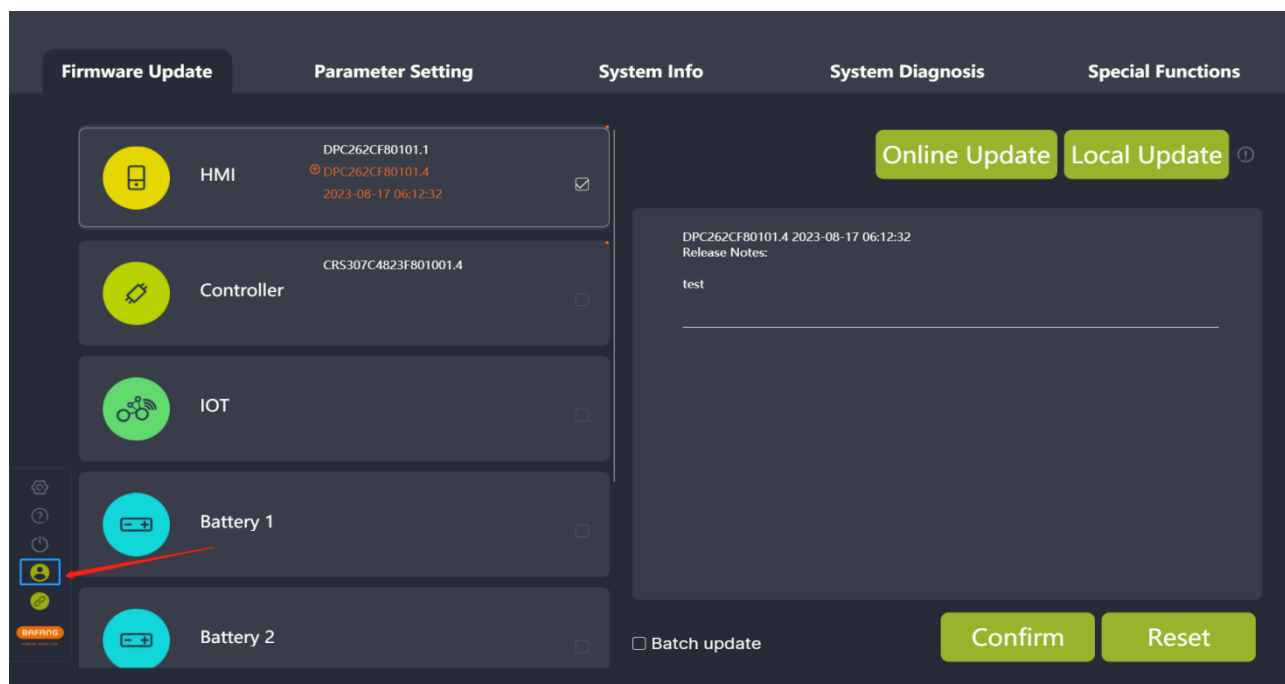 Firmware Update
Parameter Setting
System Info
System Diagnosis
Special Functions
HMI
DPC262CF80101.1
DPC262CF80101.4
2023-08-17 06:12:32
Online Update
Local Update
DPC262CF80101.4 2023-08-17 06:12:32
Release Notes:
test
Controller
CRS307C4823F801001.4
IOT
Battery 1
Battery 2
BAFANG
Batch update
Confirm
Reset